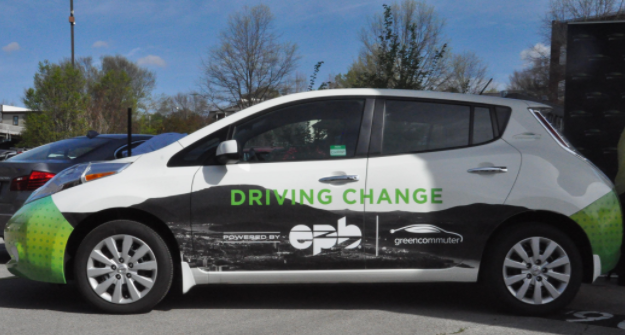 DRIVING CHANGE
POWERED BY epb greencommuter